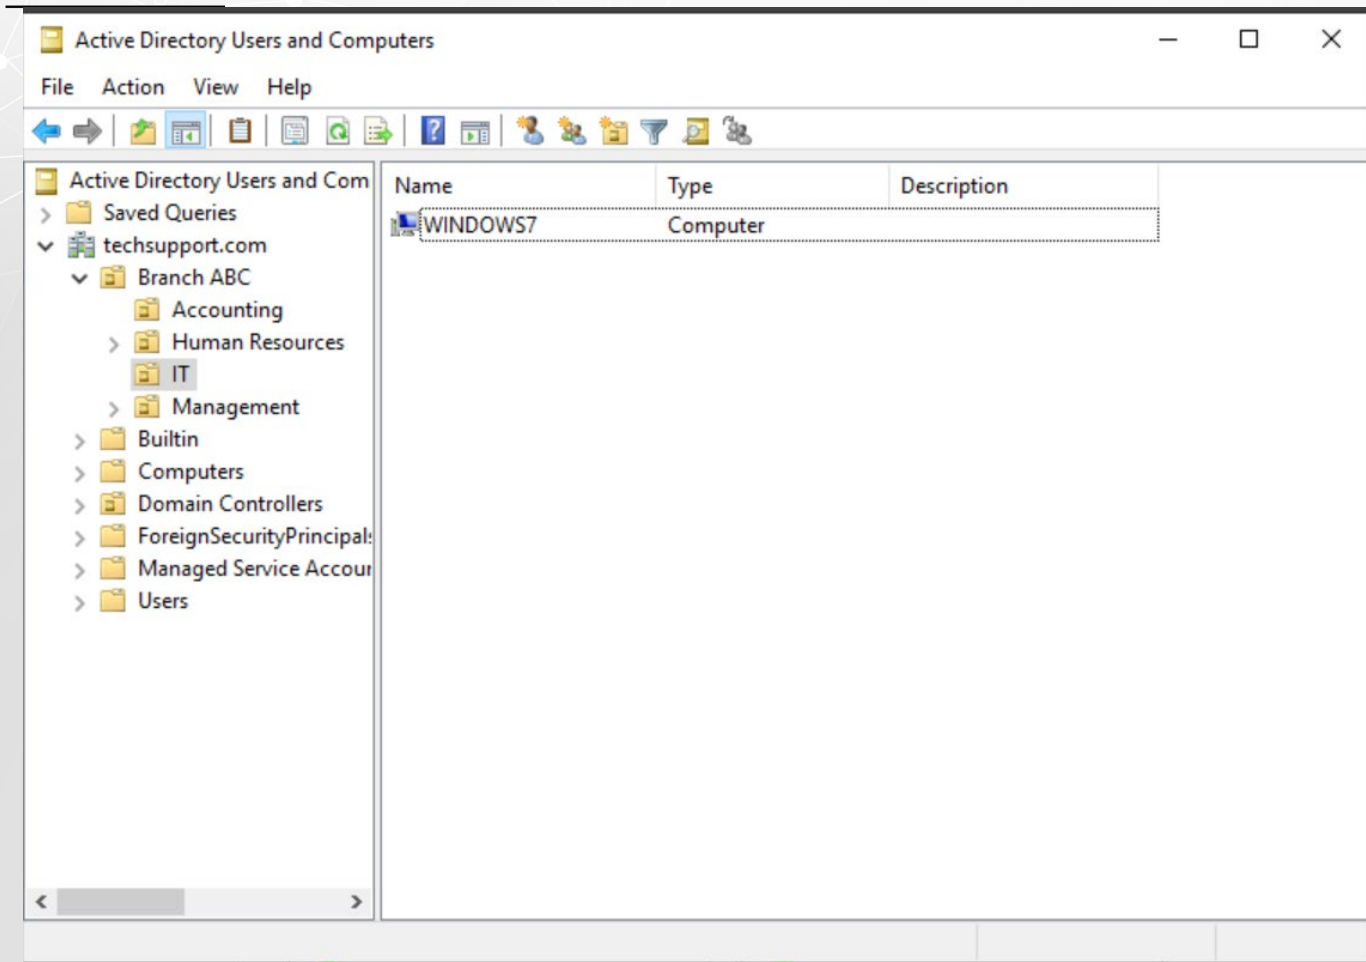 Active Directory Users and Computers
File Action View Help
Active Directory Users and Com
Saved Queries
techsupport.com
Branch ABC
Accounting
Human Resources
IT
Management
Builtin
Computers
Domain Controllers
ForeignSecurityPrincipals
Managed Service Accour
Users
Name Type Description
WINDOWS7 Computer